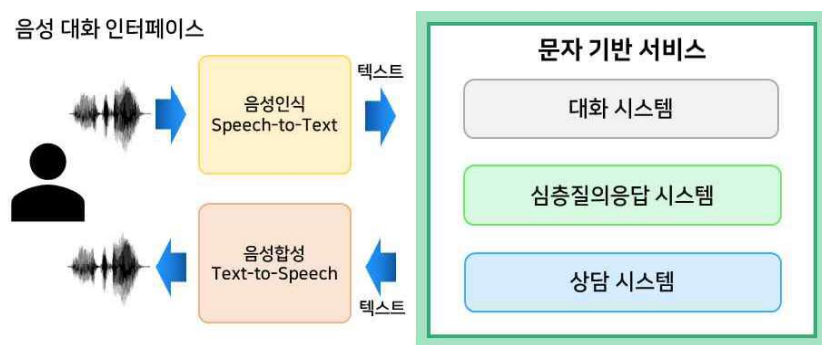 음성 대화 인터페이스
음성인식
Speech-to-Text
텍스트
음성합성
Text-to-Speech
텍스트
문자 기반 서비스
대화 시스템
심층질의응답 시스템
상담 시스템